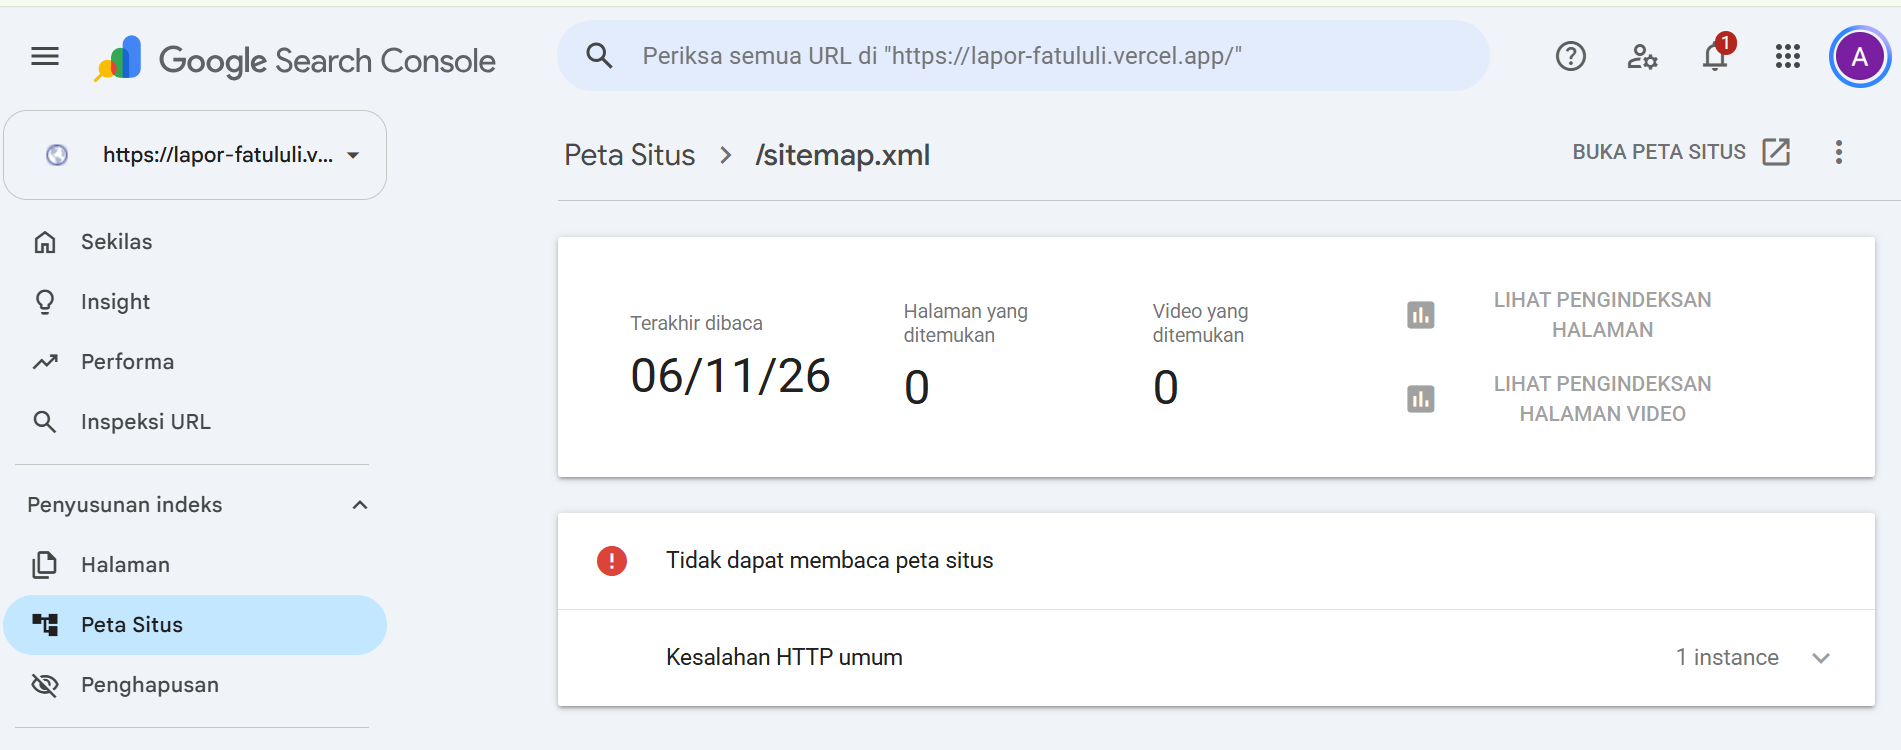 Google Search Console
Periksa semua URL di "https://lapor-fatululi.vercel.app/"
1
A
https://lapor-fatululi.v...
Sekilas
Insight
Performa
Inspeksi URL
Penyusunan indeks
Halaman
Peta Situs
Penghapusan
Peta Situs
/sitemap.xml
BUKA PETA SITUS
Terakhir dibaca
06/11/26
Halaman yang
ditemukan
0
Video yang
ditemukan
0
LIHAT PENGINDEKSAN
HALAMAN
LIHAT PENGINDEKSAN
HALAMAN VIDEO
Tidak dapat membaca peta situs
Kesalahan HTTP umum
1 instance